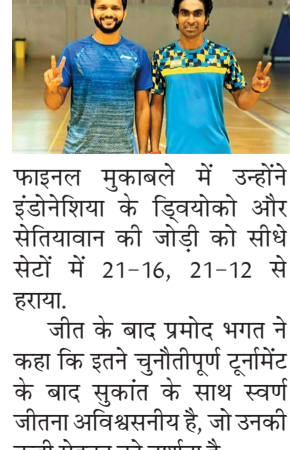 फाइनल मुकाबले में उन्होंने
इंडोनेशिया के ड्वियोको और
सेतियावान की जोड़ी को सीधे
सेटों में 21-16, 21-12 से
हराया.
जीत के बाद प्रमोद भगत ने
कहा कि इतने चुनौतीपूर्ण टूर्नामेंट
के बाद सुकांत के साथ स्वर्ण
जीतना अविश्वसनीय है, जो उनकी